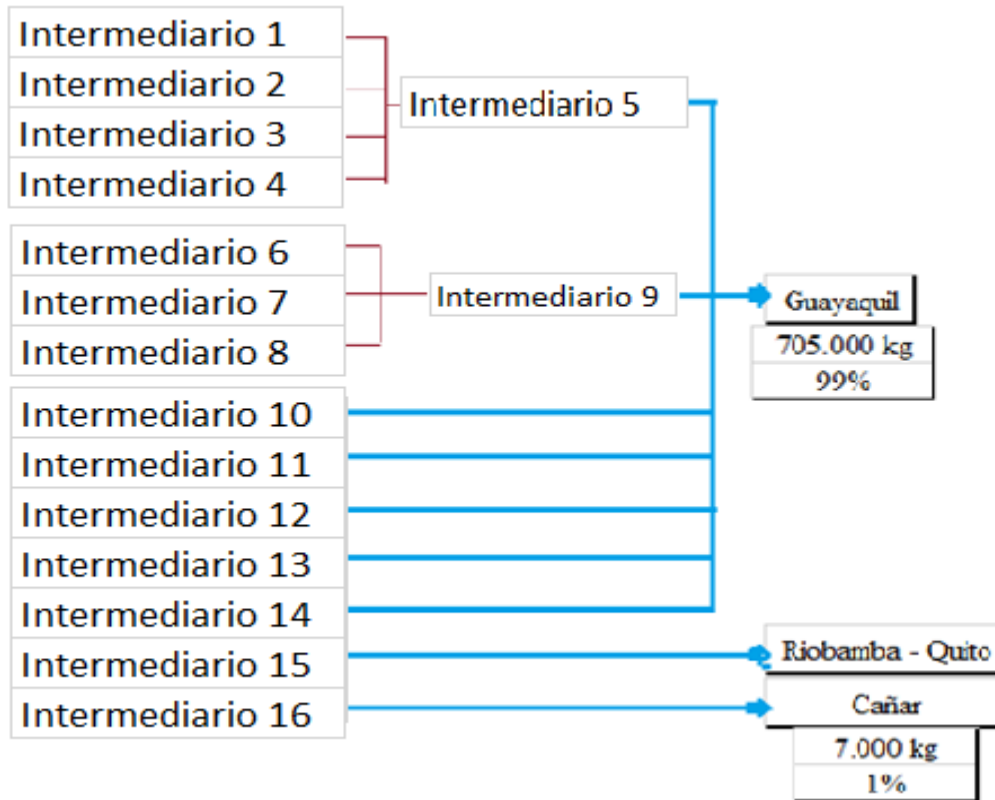 Intermediario 1
Intermediario 2
Intermediario 3
Intermediario 4
Intermediario 5
Intermediario 6
Intermediario 7
Intermediario 8
Intermediario 9
Guayaquil
705.000 kg
99%
Intermediario 10
Intermediario 11
Intermediario 12
Intermediario 13
Intermediario 14
Intermediario 15
Intermediario 16
Riobamba - Quito
Cañar
7.000 kg
1%